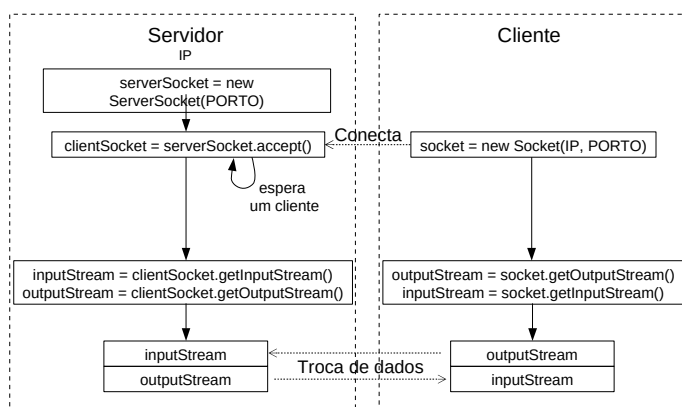 Servidor
IP
serverSocket = new
ServerSocket(PORTO)
clientSocket = serverSocket.accept()
espera
um cliente
inputStream = clientSocket.getInputStream()
outputStream = clientSocket.getOutputStream()
inputStream
outputStream
Conecta
Troca de dados
Cliente
socket = new Socket(IP, PORTO)
outputStream = socket.getOutputStream()
inputStream = socket.getInputStream()
outputStream
inputStream